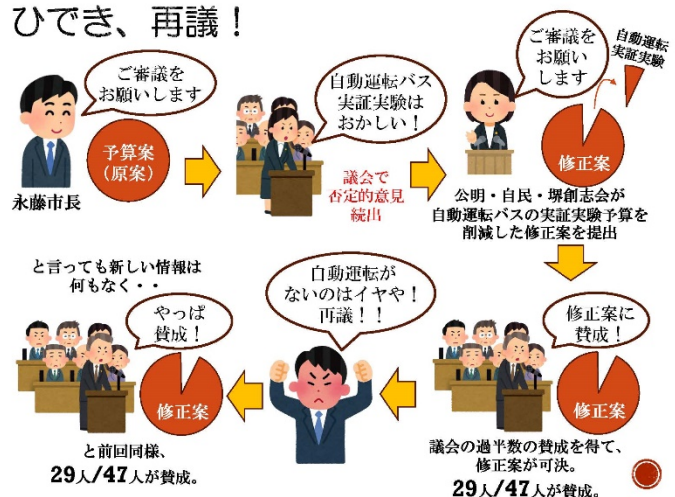 ひでき、再議！
ご審議を
お願いします
予算案
（原案）
永藤市長
自動運転バス
実証実験は
おかしい！
議会で
否定的意見
続出
ご審議を
お願い
します
自動運転
実証実験
修正案
公明・自民・堺創志会が
自動運転バスの実証実験予算を
削減した修正案を提出
修正案に
賛成！
修正案
議会の過半数の賛成を得て、
修正案が可決。
29人/47人が賛成。
自動運転が
ないのはイヤや！
再議！！
と言っても新しい情報は
何もなく・・
やっぱ
賛成！
修正案
と前回同様、
29人/47人が賛成。